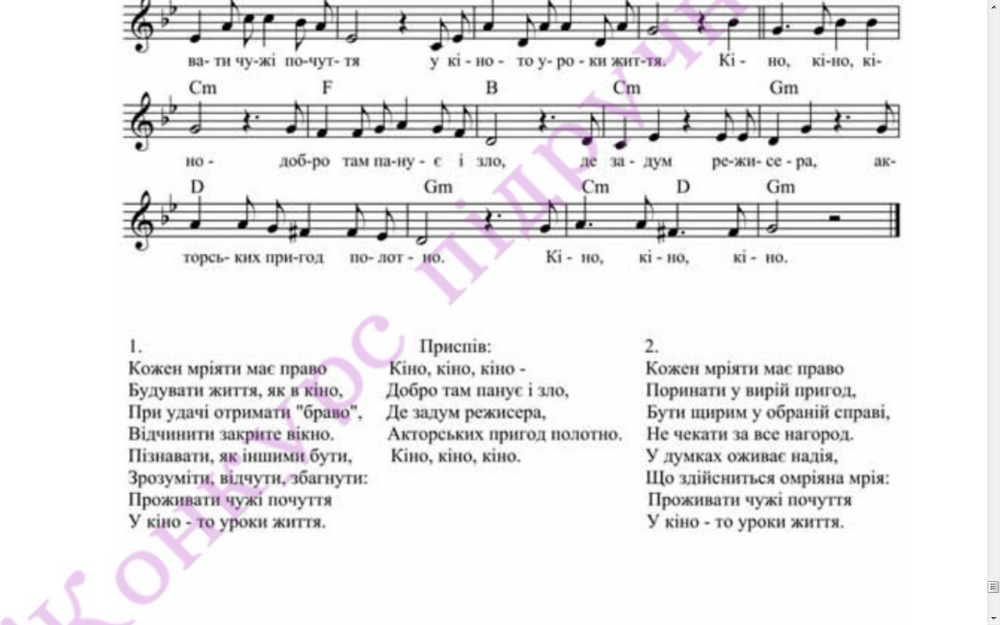 ва- ти чу-жі по-чут- тя у кі - но - то у- ро - ки жит-тя. Кі - но, кі-но, кі-
Cm F B Cm Gm
но - доб-ро там па-ну - є і зло, де за - дум ре-жи- се - ра, ак-
D Gm Cm D Gm
торсь- ких при-год по- лот - но. Кі - но, кі - но, кі - но.
1.
Кожен мріяти має право
Будувати життя, як в кіно,
При удачі отримати "браво",
Відчинити закрите вікно.
Пізнавати, як іншими бути,
Зрозуміти, відчути, збагнути:
Проживати чужі почуття
У кіно - то уроки життя.
Приспів:
Кіно, кіно, кіно -
Добро там панує і зло,
Де задум режисера,
Акторських пригод полотно.
Кіно, кіно, кіно.
2.
Кожен мріяти має право
Поринати у вирій пригод,
Бути щирим у обраній справі,
Не чекати за все нагород.
У думках оживає надія,
Що здійсниться омріяна мрія:
Проживати чужі почуття
У кіно - то уроки життя.
Конкурс підручн